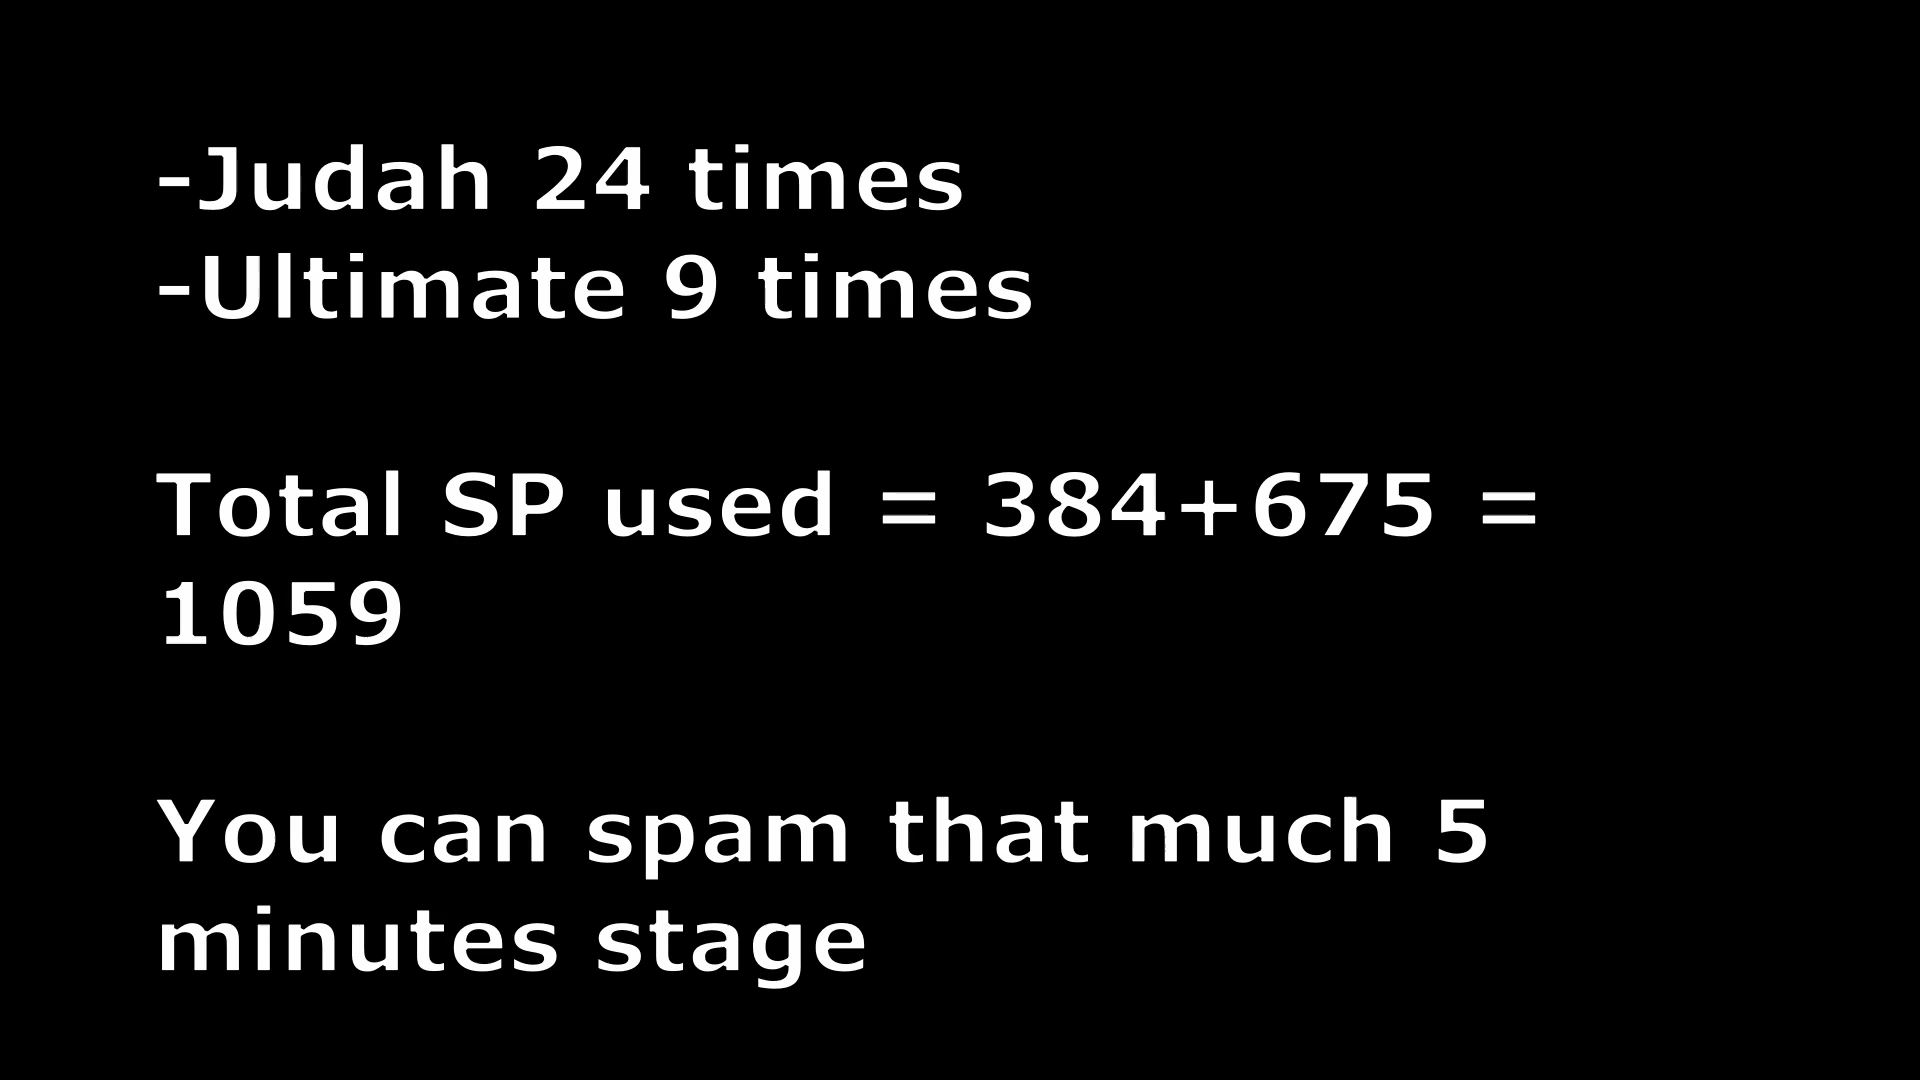 -Judah 24 times
-Ultimate 9 times
Total SP used = 384+675 =
1059
You can spam that much 5
minutes stage